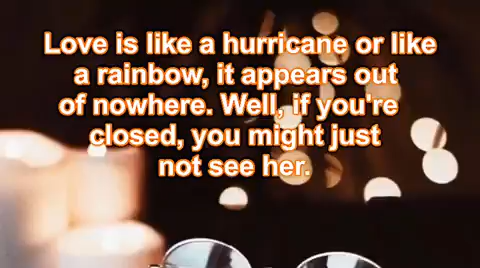 Love is like a hurricane or like
a rainbow, it appears out
of nowhere. Well, if you're
closed, you might just
not see her.